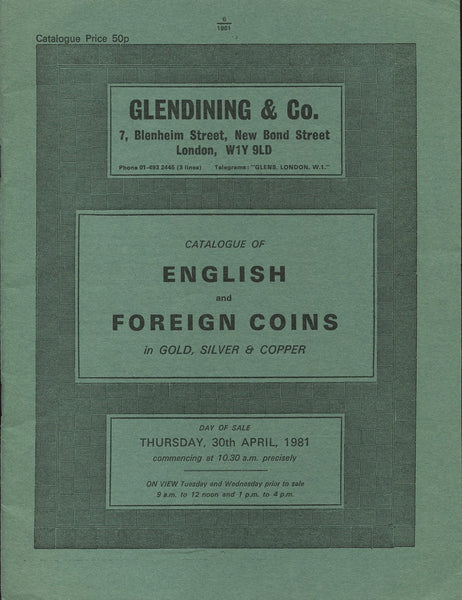 6
1981
Catalogue Price 50p
GLENDINING & Co.
7, Blenheim Street, New Bond Street
London, W1Y 9LD
Phone 01-493 2445 (3 lines) Telegrams: "GLENS, LONDON, W.1."
CATALOGUE OF
ENGLISH
and
FOREIGN COINS
in GOLD, SILVER & COPPER
DAY OF SALE
THURSDAY, 30th APRIL, 1981
commencing at 10.30 a.m. precisely
ON VIEW Tuesday and Wednesday prior to sale
9 a.m. to 12 noon and 1 p.m. to 4 p.m.